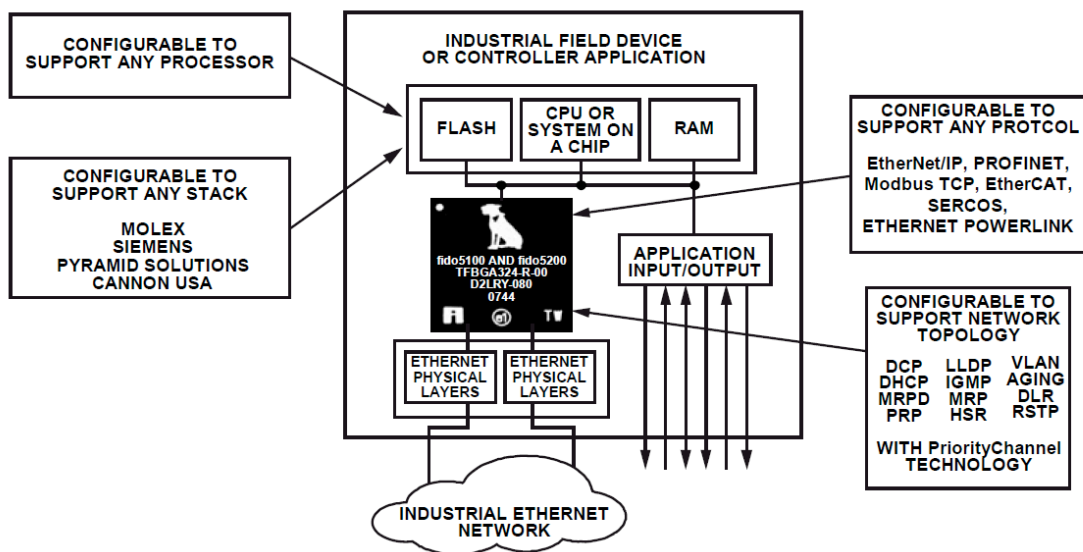 CONFIGURABLE TO
SUPPORT ANY PROCESSOR
CONFIGURABLE TO
SUPPORT ANY STACK
MOLEX
SIEMENS
PYRAMID SOLUTIONS
CANNON USA
INDUSTRIAL FIELD DEVICE
OR CONTROLLER APPLICATION
FLASH
CPU OR
SYSTEM ON
A CHIP
RAM
fido5100 AND fido5200
TFBGA324-R-00
D2LRY-080
0744
APPLICATION
INPUT/OUTPUT
ETHERNET
PHYSICAL
LAYERS
ETHERNET
PHYSICAL
LAYERS
INDUSTRIAL ETHERNET
NETWORK
CONFIGURABLE TO
SUPPORT ANY PROTCOL
EtherNet/IP, PROFINET,
Modbus TCP, EtherCAT,
SERCOS,
ETHERNET POWERLINK
CONFIGURABLE TO
SUPPORT NETWORK
TOPOLOGY
DCP LLDP VLAN
DHCP IGMP AGING
MRPD MRP DLR
PRP HSR RSTP
WITH PriorityChannel
TECHNOLOGY